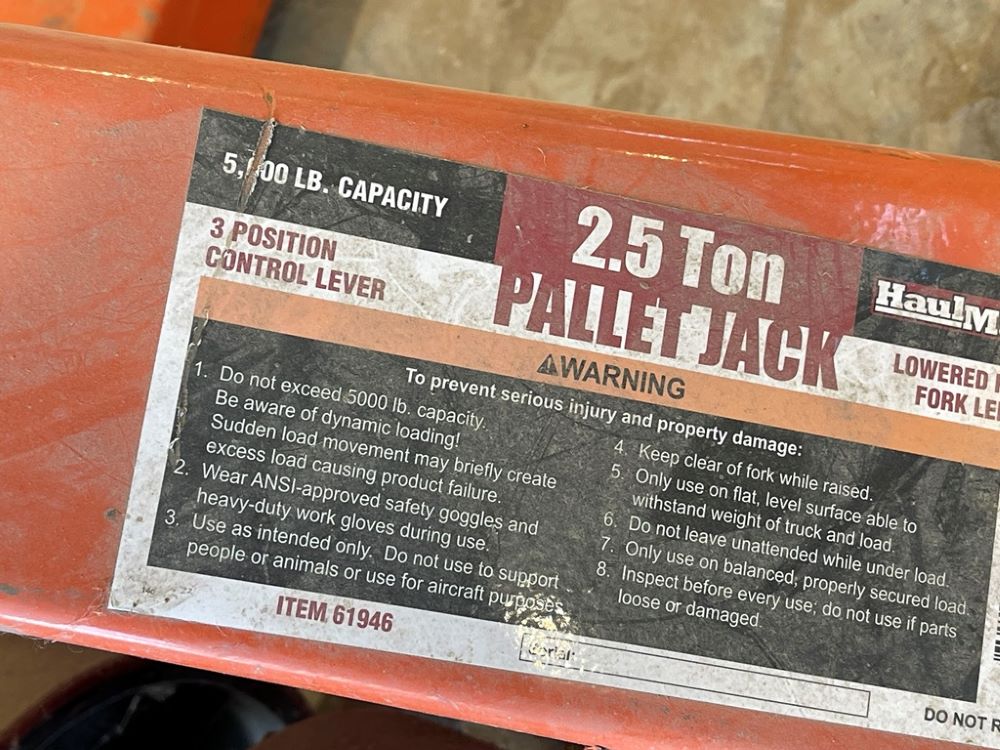 5,000 LB. CAPACITY
3 POSITION
CONTROL LEVER
2.5 Ton
PALLET JACK
HaulM
LOWERED
FORK LE
WARNING
To prevent serious injury and property damage:
1. Do not exceed 5000 lb. capacity.
Be aware of dynamic loading!
Sudden load movement may briefly create
excess load causing product failure.
2. Wear ANSI-approved safety goggles and
heavy-duty work gloves during use.
3. Use as intended only. Do not use to support
people or animals or use for aircraft purposes.
4. Keep clear of fork while raised.
5. Only use on flat, level surface able to
withstand weight of truck and load.
6. Do not leave unattended while under load.
7. Only use on balanced, properly secured load.
8. Inspect before every use; do not use if parts
loose or damaged.
ITEM 61946
Serial:
DO NOT R